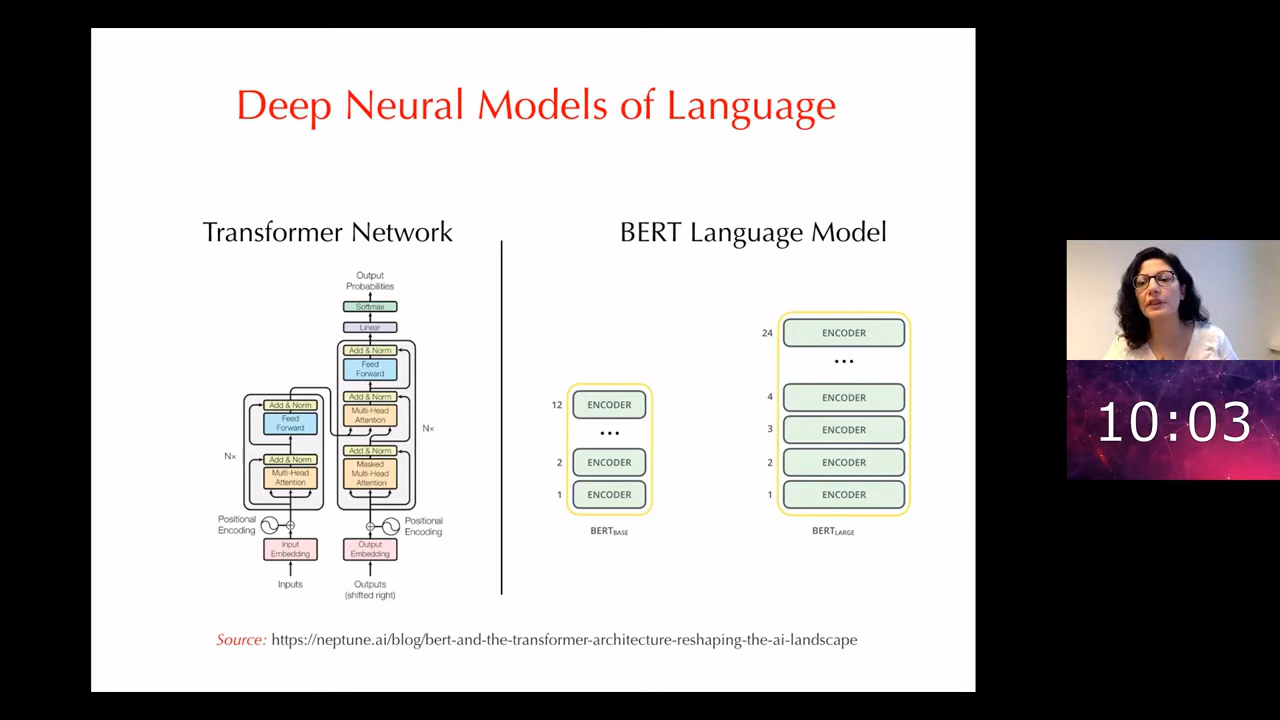 Deep Neural Models of Language
Transformer Network
Output
Probabilities
Softmax
Linear
Add & Norm
Feed
Forward
Add & Norm
Multi-Head
Attention
Add & Norm
Masked
Multi-Head
Attention
Nx
Add & Norm
Feed
Forward
Add & Norm
Multi-Head
Attention
Nx
Positional
Encoding
Positional
Encoding
Input
Embedding
Output
Embedding
Inputs
Outputs
(shifted right)
BERT Language Model
12 ENCODER
...
2 ENCODER
1 ENCODER
BERTBASE
24 ENCODER
...
4 ENCODER
3 ENCODER
2 ENCODER
1 ENCODER
BERTLARGE
Source: https://neptune.ai/blog/bert-and-the-transformer-architecture-reshaping-the-ai-landscape
10:03